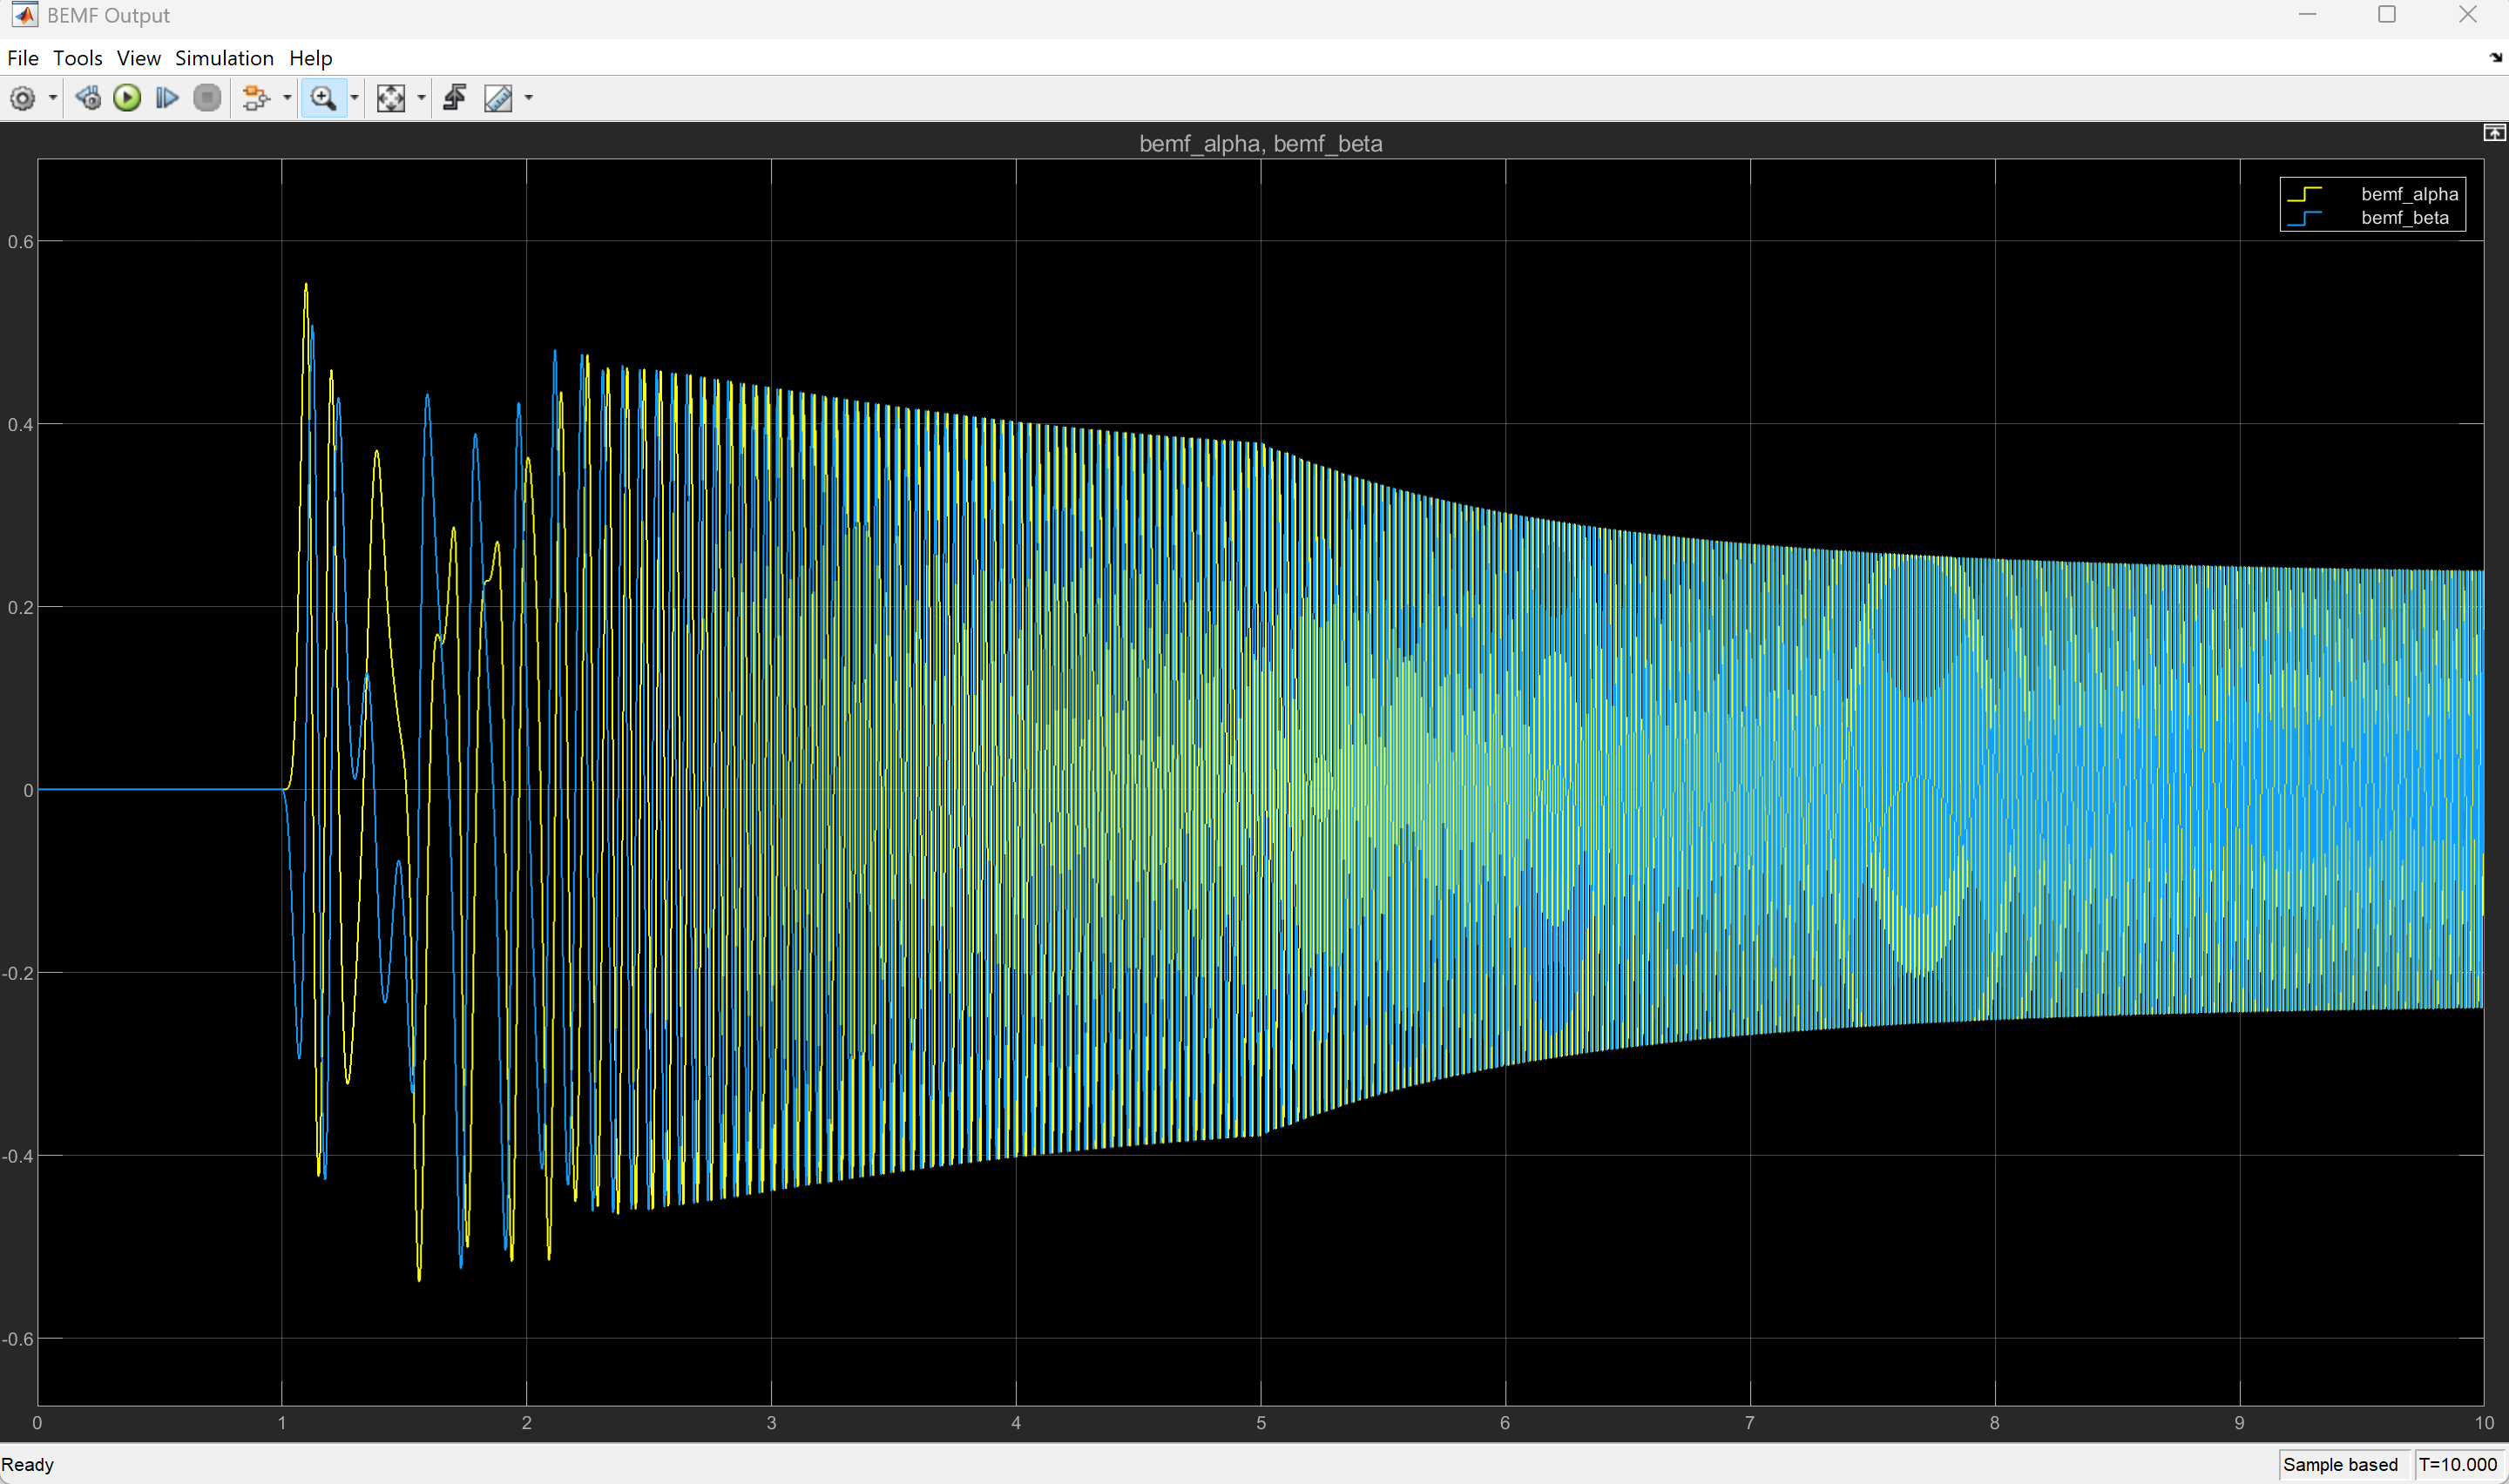 BEMF Output
File Tools View Simulation Help
bemf_alpha, bemf_beta
bemf_alpha
bemf_beta
0.6
0.4
0.2
0
-0.2
-0.4
-0.6
0 1 2 3 4 5 6 7 8 9 10
Ready
Sample based T=10.000